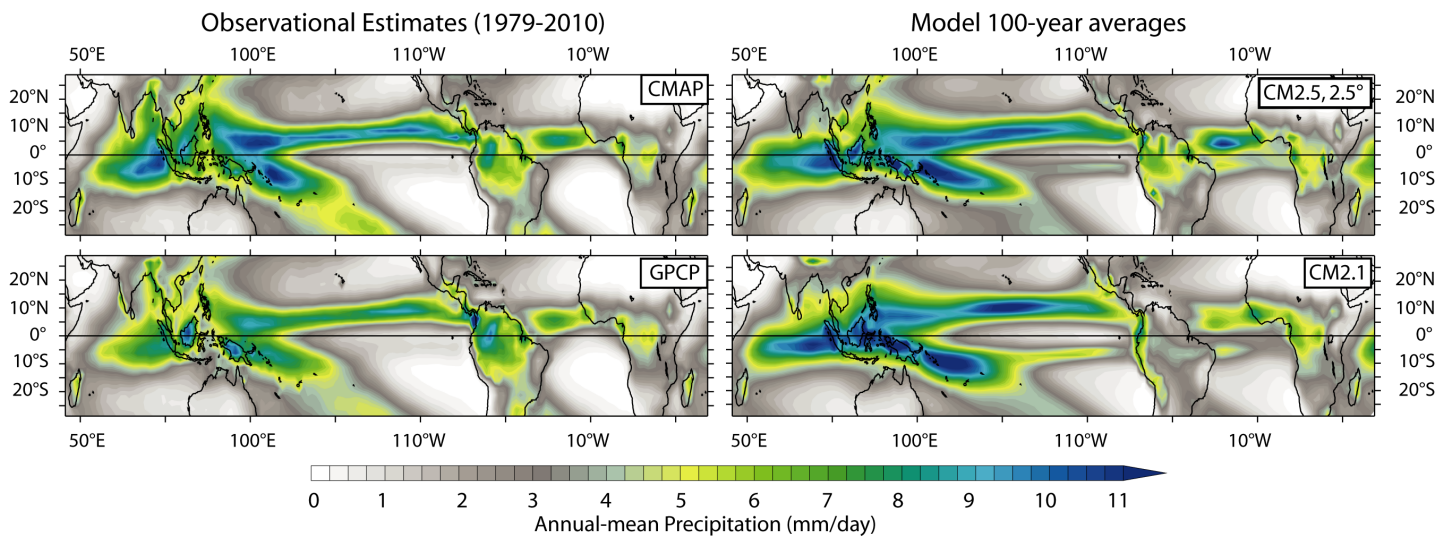 Observational Estimates (1979-2010)
Model 100-year averages
50°E 100°E 110°W 10°W
50°E 100°E 110°W 10°W
20°N
10°N
0°
10°S
20°S
CMAP
CM2.5, 2.5°
20°N
10°N
0°
10°S
20°S
20°N
10°N
0°
10°S
20°S
GPCP
CM2.1
20°N
10°N
0°
10°S
20°S
50°E 100°E 110°W 10°W
50°E 100°E 110°W 10°W
0 1 2 3 4 5 6 7 8 9 10 11
Annual-mean Precipitation (mm/day)